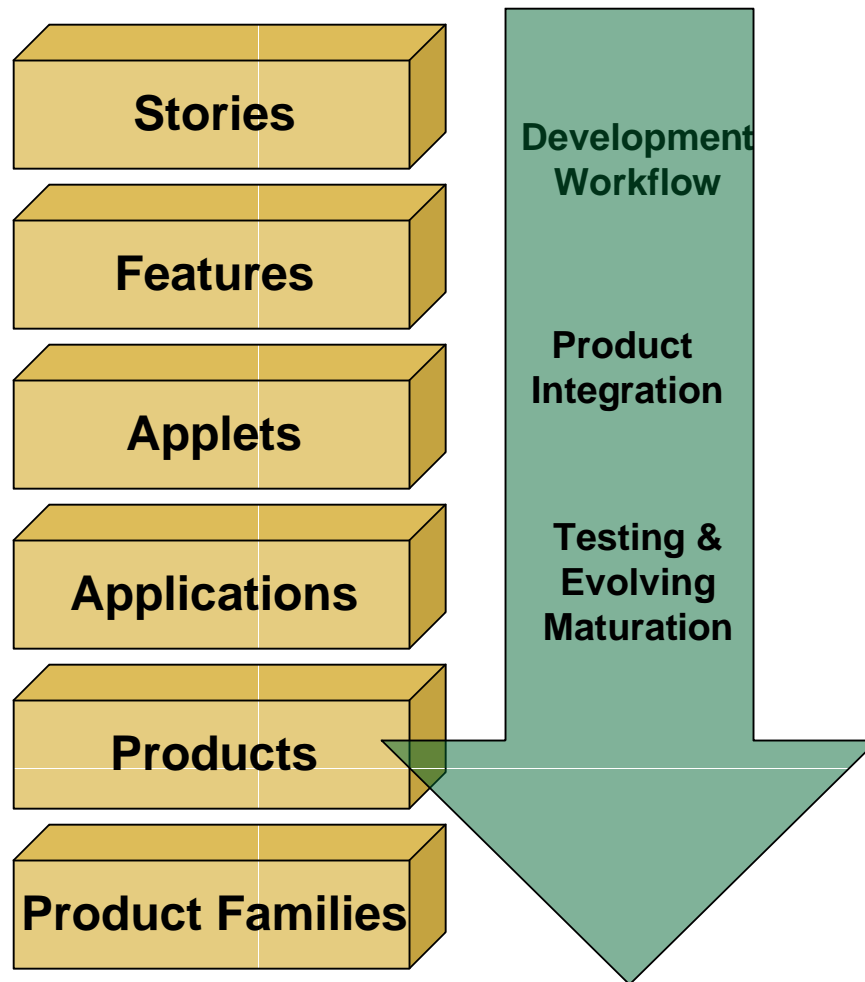 Stories
Features
Applets
Applications
Products
Product Families
Development
Workflow
Product
Integration
Testing &
Evolving
Maturation